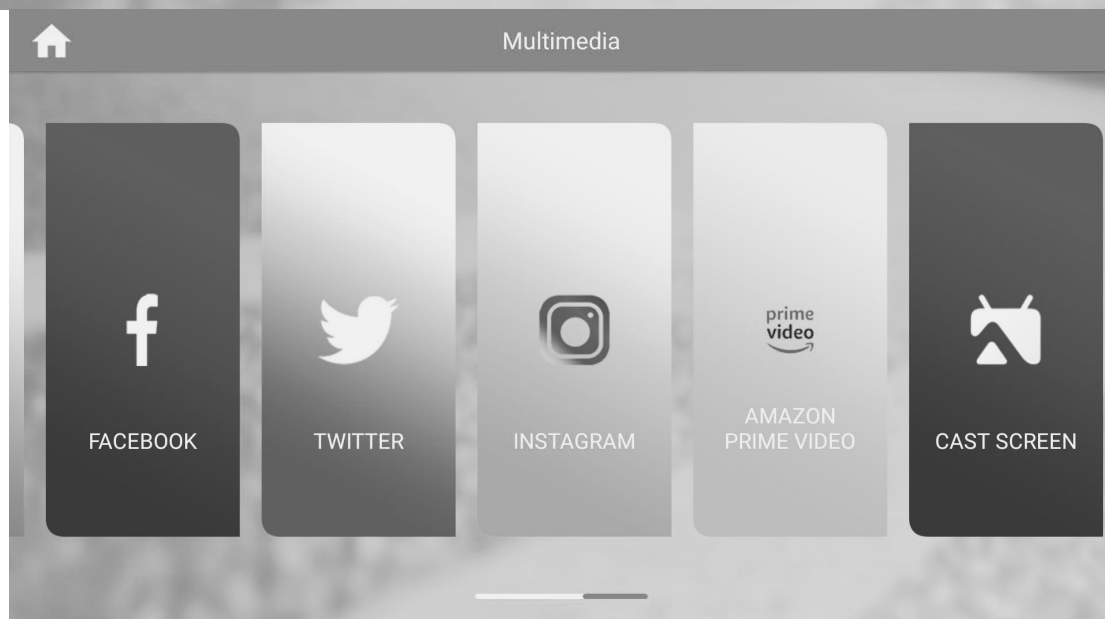 Multimedia
FACEBOOK
TWITTER
INSTAGRAM
prime
video
AMAZON
PRIME VIDEO
CAST SCREEN